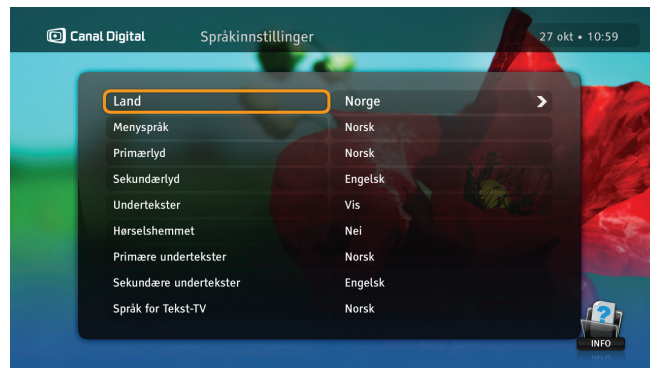 Canal Digital Språkinnstillinger 27 okt • 10:59
Land Norge
Menyspråk Norsk
Primærlyd Norsk
Sekundærlyd Engelsk
Undertekster Vis
Hørselshemmet Nei
Primære undertekster Norsk
Sekundære undertekster Engelsk
Språk for Tekst-TV Norsk
?
INFO